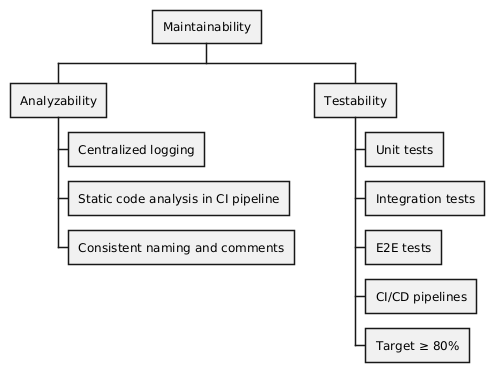 Maintainability
Analyzability
Centralized logging
Static code analysis in CI pipeline
Consistent naming and comments
Testability
Unit tests
Integration tests
E2E tests
CI/CD pipelines
Target ≥ 80%